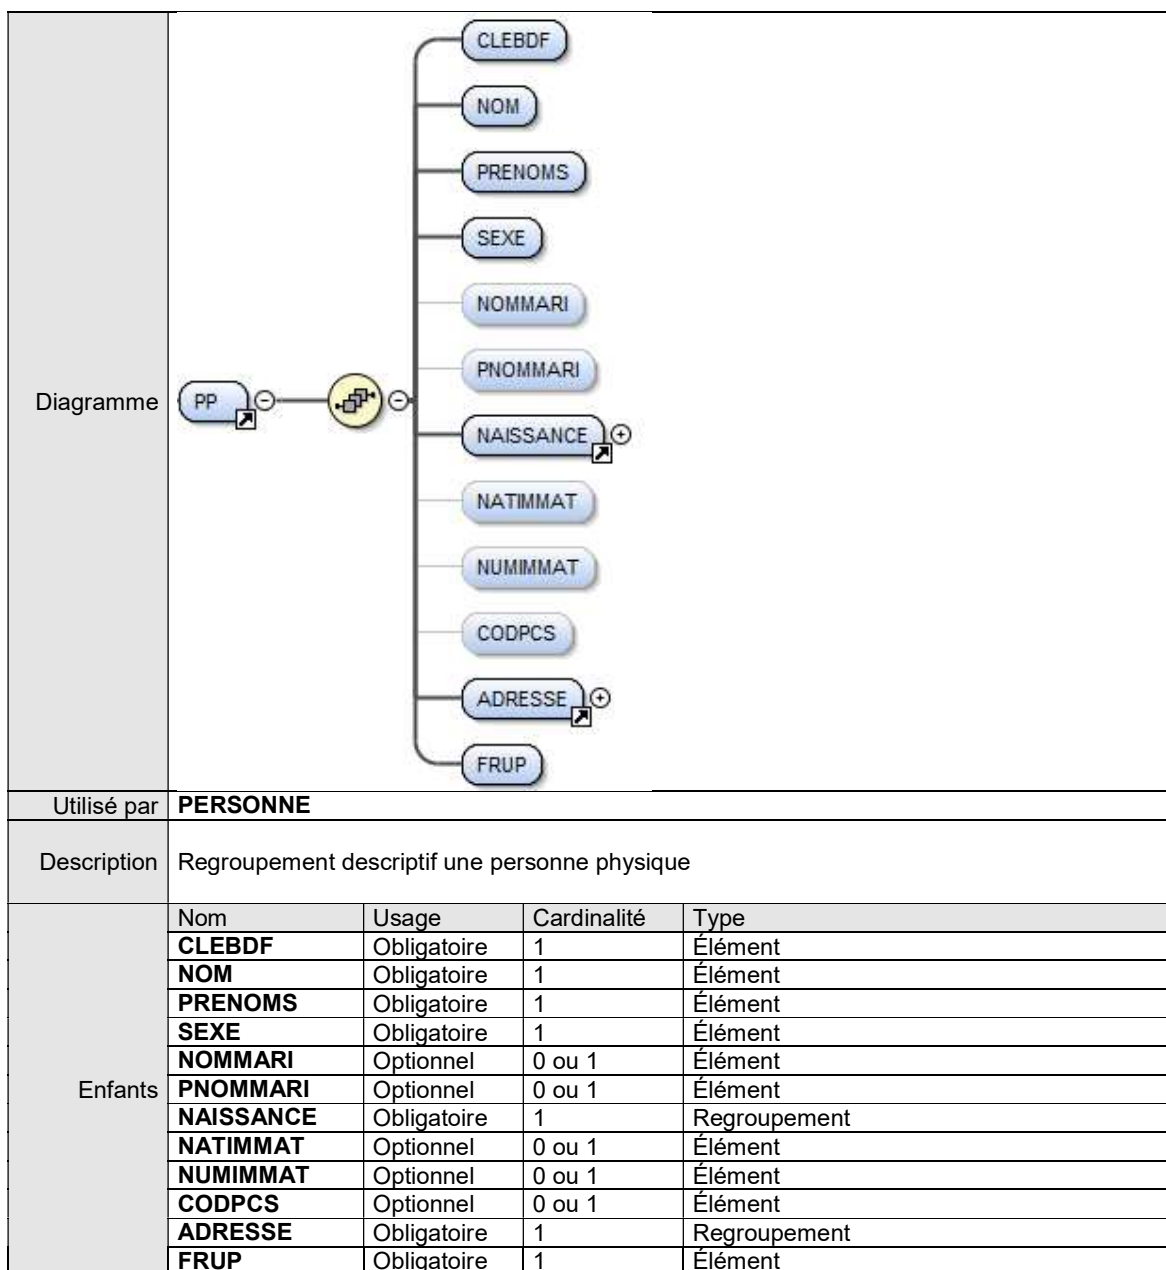 Diagramme
CLEBDF
NOM
PRENOMS
SEXE
NOMMARI
PNOMMARI
PP
NAISSANCE
NATIMMAT
NUMIMMAT
CODPCS
ADRESSE
FRUP
Utilisé par PERSONNE
Description Regroupement descriptif une personne physique
Enfants
Nom Usage Cardinalité Type
CLEBDF Obligatoire 1 Élément
NOM Obligatoire 1 Élément
PRENOMS Obligatoire 1 Élément
SEXE Obligatoire 1 Élément
NOMMARI Optionnel 0 ou 1 Élément
PNOMMARI Optionnel 0 ou 1 Élément
NAISSANCE Obligatoire 1 Regroupement
NATIMMAT Optionnel 0 ou 1 Élément
NUMIMMAT Optionnel 0 ou 1 Élément
CODPCS Optionnel 0 ou 1 Élément
ADRESSE Obligatoire 1 Regroupement
FRUP Obligatoire 1 Élément